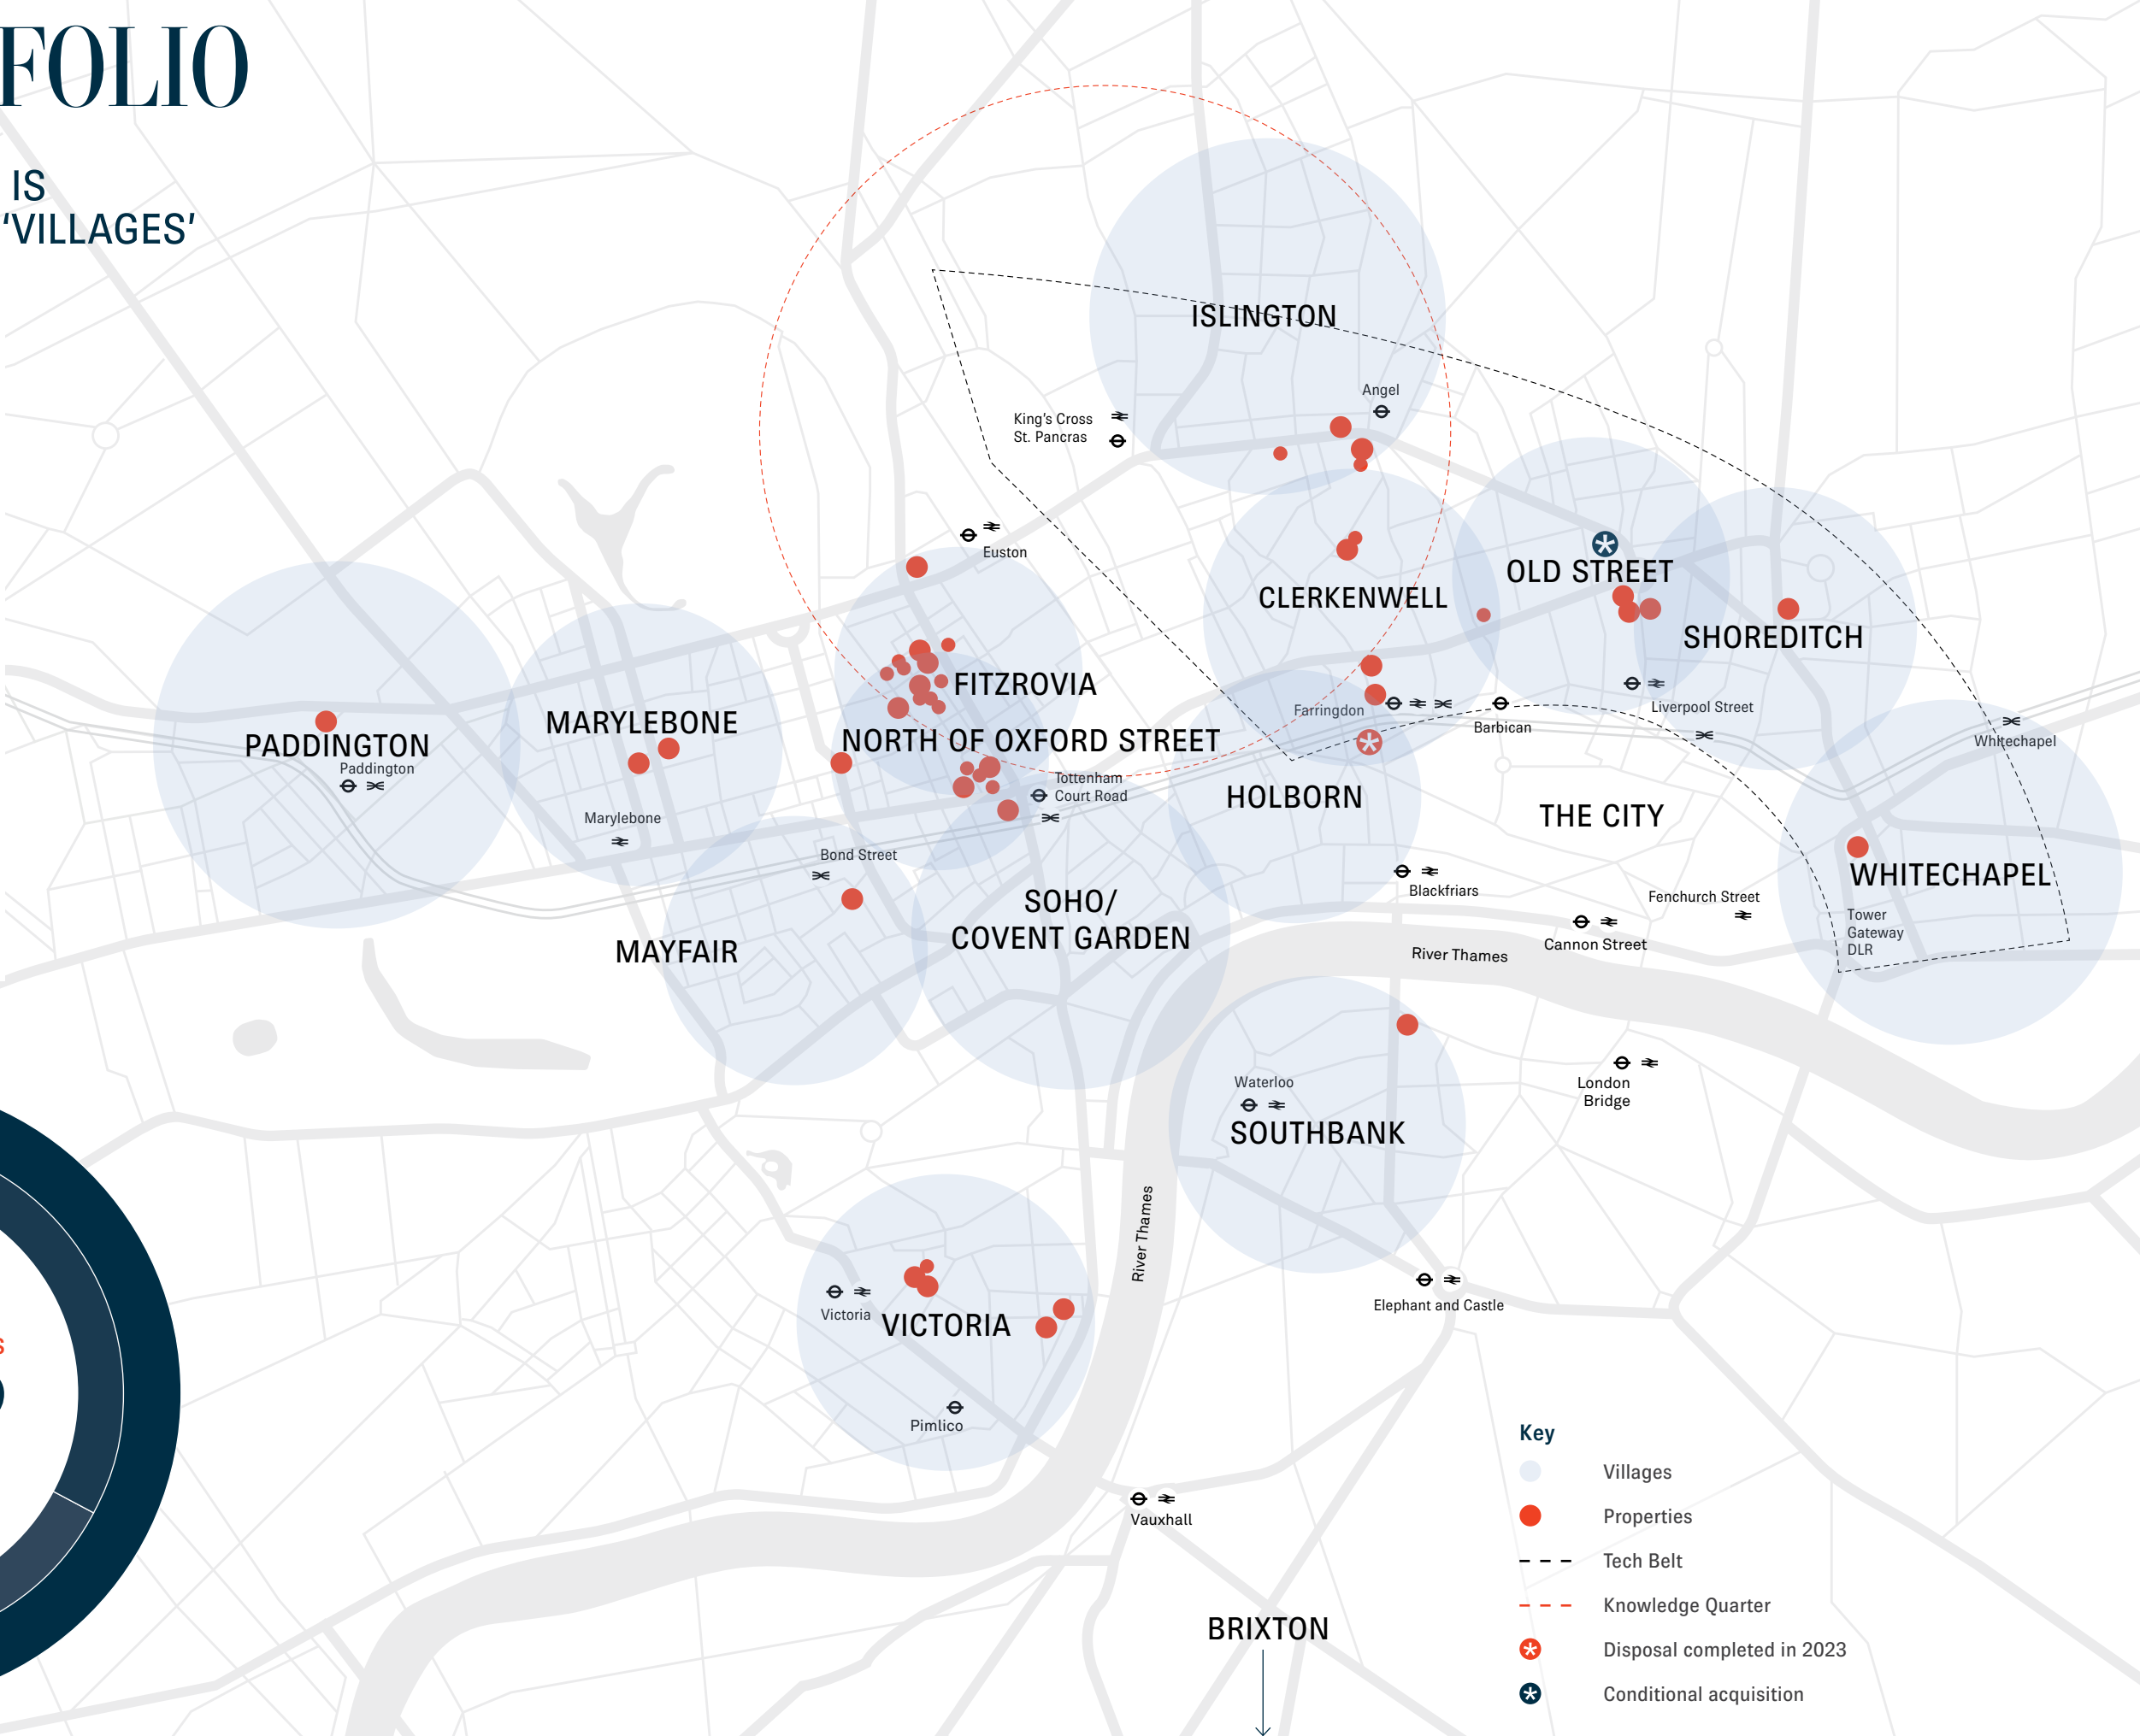 FOLIO
IS
‘VILLAGES’
ISLINGTON
Angel
King’s Cross
St. Pancras
Euston
OLD STREET
CLERKENWELL
SHOREDITCH
FITZROVIA
Farringdon
Liverpool Street
Barbican
MARYLEBONE
PADDINGTON
Paddington
NORTH OF OXFORD STREET
Whitechapel
Tottenham
Court Road
HOLBORN
THE CITY
Marylebone
Bond Street
WHITECHAPEL
Blackfriars
Fenchurch Street
SOHO/
COVENT GARDEN
Tower
Gateway
DLR
MAYFAIR
Cannon Street
River Thames
London
Bridge
Waterloo
SOUTHBANK
River Thames
Elephant and Castle
Victoria
VICTORIA
Pimlico
s
Vauxhall
BRIXTON
Key
Villages
Properties
Tech Belt
Knowledge Quarter
Disposal completed in 2023
Conditional acquisition